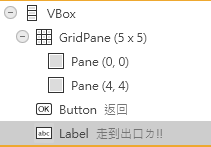 VBox
GridPane (5 x 5)
Pane (0, 0)
Pane (4, 4)
OK Button 返回
abc Label 走到出口ㄌ!!